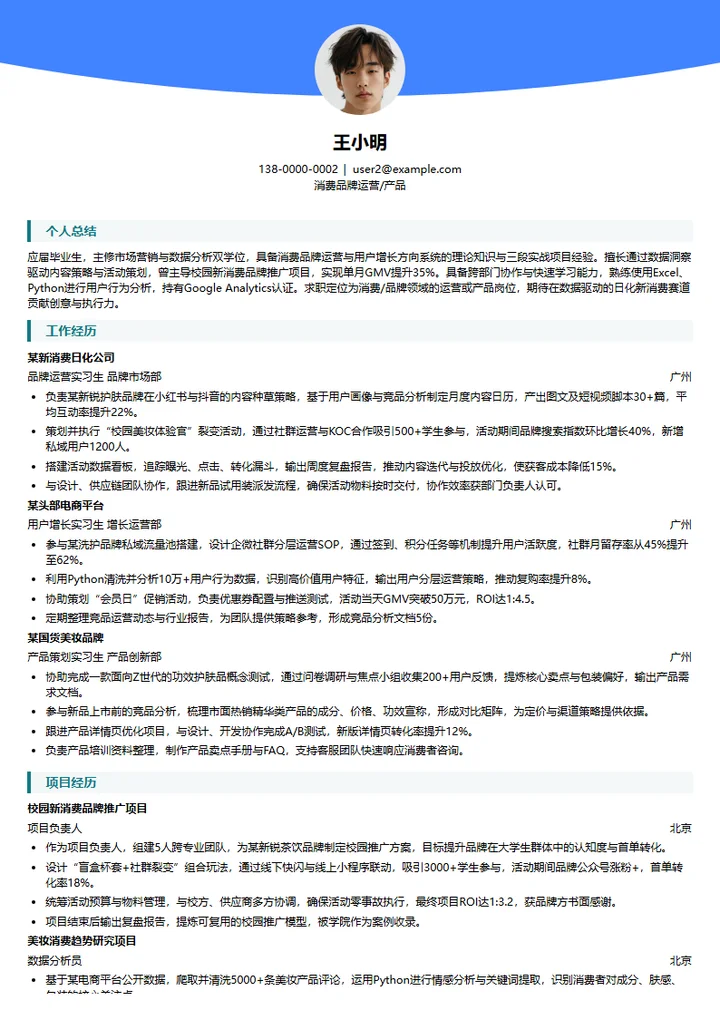 王小明
138-0000-0002 | user2@example.com
消费品牌运营/产品
个人总结
应届毕业生，主修市场营销与数据分析双学位，具备消费品牌运营与用户增长方向系统的理论知识与三段实战项目经验。擅长通过数据洞察
驱动内容策略与活动策划，曾主导校园新消费品牌推广项目，实现单月GMV提升35%。具备跨部门协作与快速学习能力，熟练使用Excel、
Python进行用户行为分析，持有Google Analytics认证。求职定位为消费/品牌领域的运营或产品岗位，期待在数据驱动的日化新消费赛道
贡献创意与执行力。
工作经历
某新消费日化公司
品牌运营实习生 品牌市场部 广州
• 负责某新锐护肤品牌在小红书与抖音的内容种草策略，基于用户画像与竞品分析制定月度内容日历，产出图文及短视频脚本30+篇，平
均互动率提升22%。
• 策划并执行“校园美妆体验官”裂变活动，通过社群运营与KOC合作吸引500+学生参与，活动期间品牌搜索指数环比增长40%，新增
私域用户1200人。
• 搭建活动数据看板，追踪曝光、点击、转化漏斗，输出周度复盘报告，推动内容迭代与投放优化，使获客成本降低15%。
• 与设计、供应链团队协作，跟进新品试用装派发流程，确保活动物料按时交付，协作效率获部门负责人认可。
某头部电商平台
用户增长实习生 增长运营部 广州
• 参与某洗护品牌私域流量池搭建，设计企微社群分层运营SOP，通过签到、积分任务等机制提升用户活跃度，社群月留存率从45%提升
至62%。
• 利用Python清洗并分析10万+用户行为数据，识别高价值用户特征，输出用户分层运营策略，推动复购率提升8%。
• 协助策划“会员日”促销活动，负责优惠券配置与推送测试，活动当天GMV突破50万元，ROI达1:4.5。
• 定期整理竞品运营动态与行业报告，为团队提供策略参考，形成竞品分析文档5份。
某国货美妆品牌
产品策划实习生 产品创新部 广州
• 协助完成一款面向Z世代的功效护肤品概念测试，通过问卷调研与焦点小组收集200+用户反馈，提炼核心卖点与包装偏好，输出产品需
求文档。
• 参与新品上市前的竞品分析，梳理市面热销精华类产品的成分、价格、功效宣称，形成对比矩阵，为定价与渠道策略提供依据。
• 跟进产品详情页优化项目，与设计、开发协作完成A/B测试，新版详情页转化率提升12%。
• 负责产品培训资料整理，制作产品卖点手册与FAQ，支持客服团队快速响应消费者咨询。
项目经历
校园新消费品牌推广项目
项目负责人 北京
• 作为项目负责人，组建5人跨专业团队，为某新锐茶饮品牌制定校园推广方案，目标提升品牌在大学生群体中的认知度与首单转化。
• 设计“盲盒杯套+社群裂变”组合玩法，通过线下快闪与线上小程序联动，吸引3000+学生参与，活动期间品牌公众号涨粉+，首单转
化率18%。
• 统筹活动预算与物料管理，与校方、供应商多方协调，确保活动零事故执行，最终项目ROI达1:3.2，获品牌方书面感谢。
• 项目结束后输出复盘报告，提炼可复用的校园推广模型，被学院作为案例收录。
美妆消费趋势研究项目
数据分析员 北京
• 基于某电商平台公开数据，爬取并清洗5000+条美妆产品评论，运用Python进行情感分析与关键词提取，识别消费者对成分、肤感、